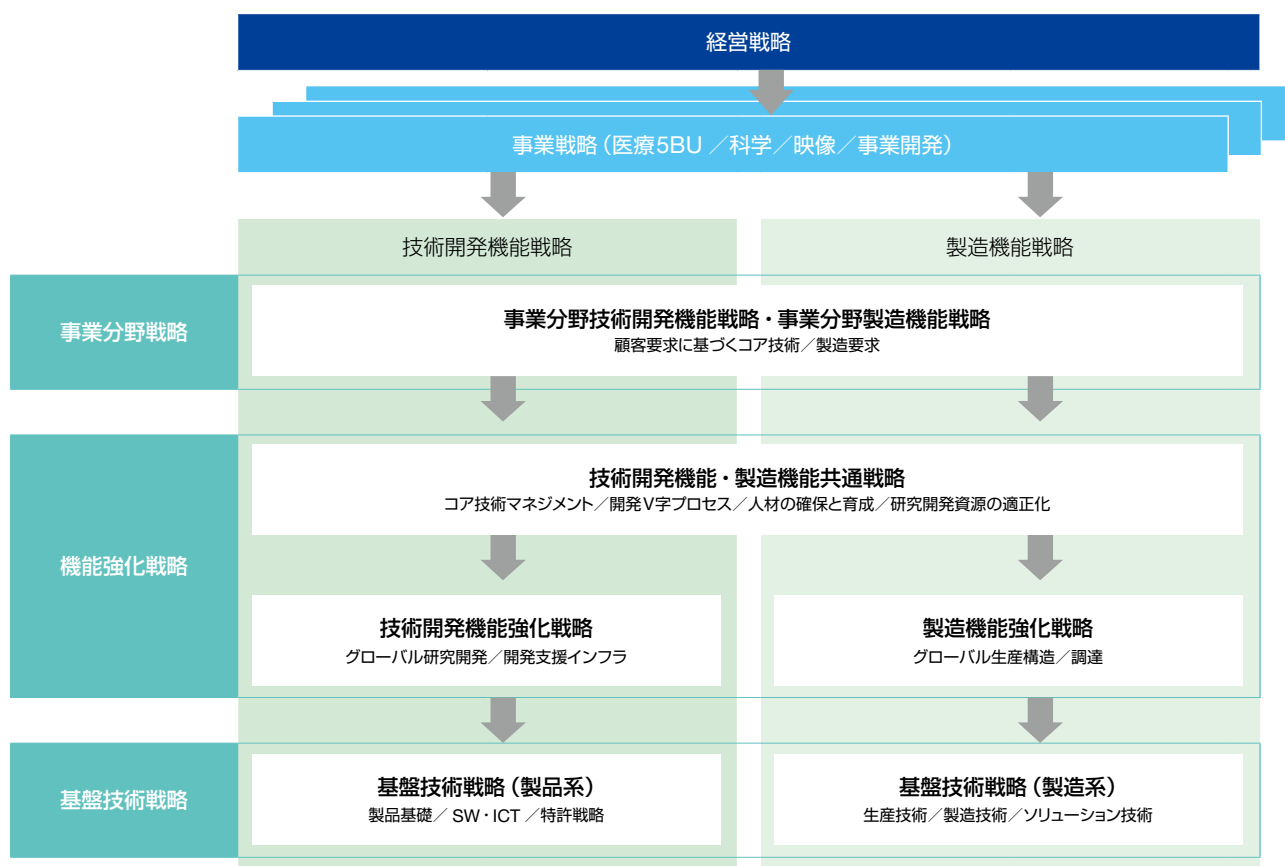 経営戦略
事業戦略（医療5BU ／科学／映像／事業開発）
技術開発機能戦略
製造機能戦略
事業分野戦略
事業分野技術開発機能戦略・事業分野製造機能戦略
顧客要求に基づくコア技術／製造要求
機能強化戦略
技術開発機能・製造機能共通戦略
コア技術マネジメント／開発V字プロセス／人材の確保と育成／研究開発資源の適正化
技術開発機能強化戦略
グローバル研究開発／開発支援インフラ
製造機能強化戦略
グローバル生産構造／調達
基盤技術戦略
基盤技術戦略（製品系）
製品基礎／ SW・ICT ／特許戦略
基盤技術戦略（製造系）
生産技術／製造技術／ソリューション技術